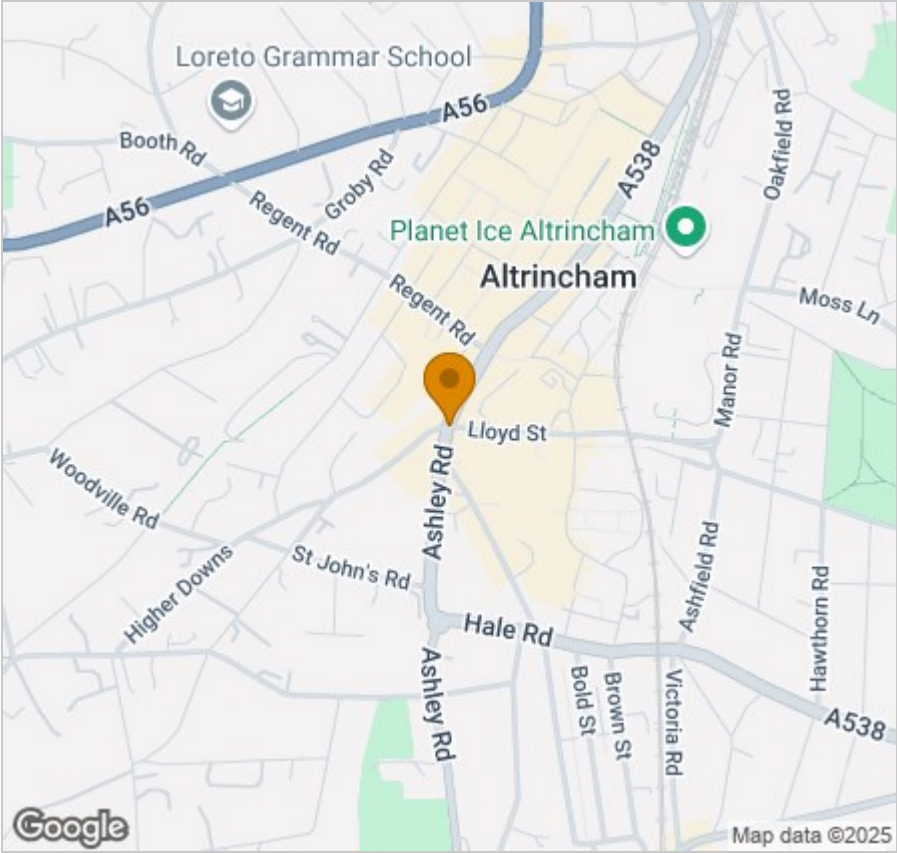 Loreto Grammar School
A56
Booth Rd
Groby Rd
A538
Oakfield Rd
A56
Regent Rd
Planet Ice Altrincham
Altrincham
Regent Rd
Moss Ln
Manor Rd
Lloyd St
Ashley Rd
Woodville Rd
St John's Rd
Higher Downs
Ashfield Rd
Hawthorn Rd
Hale Rd
Ashley Rd
Bold St
Brown St
Victoria Rd
A538
Google
Map data ©2025